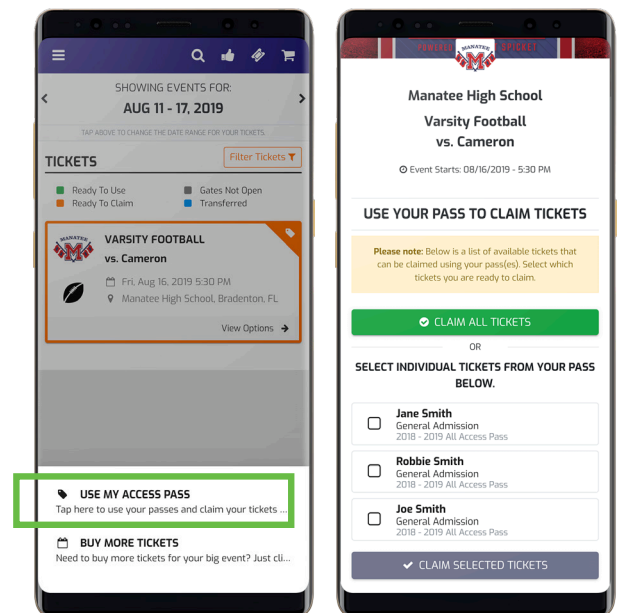 SHOWING EVENTS FOR:
AUG 11 - 17, 2019
TAP ABOVE TO CHANGE THE DATE RANGE FOR YOUR TICKETS.
TICKETS
Filter Tickets
Ready To Use
Gates Not Open
Ready To Claim
Transferred
MANATEE
M
VARSITY FOOTBALL
vs. Cameron
Fri, Aug 16, 2019 5:30 PM
Manatee High School, Bradenton, FL
View Options
USE MY ACCESS PASS
Tap here to use your passes and claim your tickets ...
BUY MORE TICKETS
Need to buy more tickets for your big event? Just cli...
POWERED
MANATEE
M
Manatee High School
Varsity Football
vs. Cameron
Event Starts: 08/16/2019 - 5:30 PM
USE YOUR PASS TO CLAIM TICKETS
Please note: Below is a list of available tickets that
can be claimed using your pass(es). Select which
tickets you are ready to claim.
CLAIM ALL TICKETS
OR
SELECT INDIVIDUAL TICKETS FROM YOUR PASS
BELOW.
Jane Smith
General Admission
2018 - 2019 All Access Pass
Robbie Smith
General Admission
2018 - 2019 All Access Pass
Joe Smith
General Admission
2018 - 2019 All Access Pass
CLAIM SELECTED TICKETS